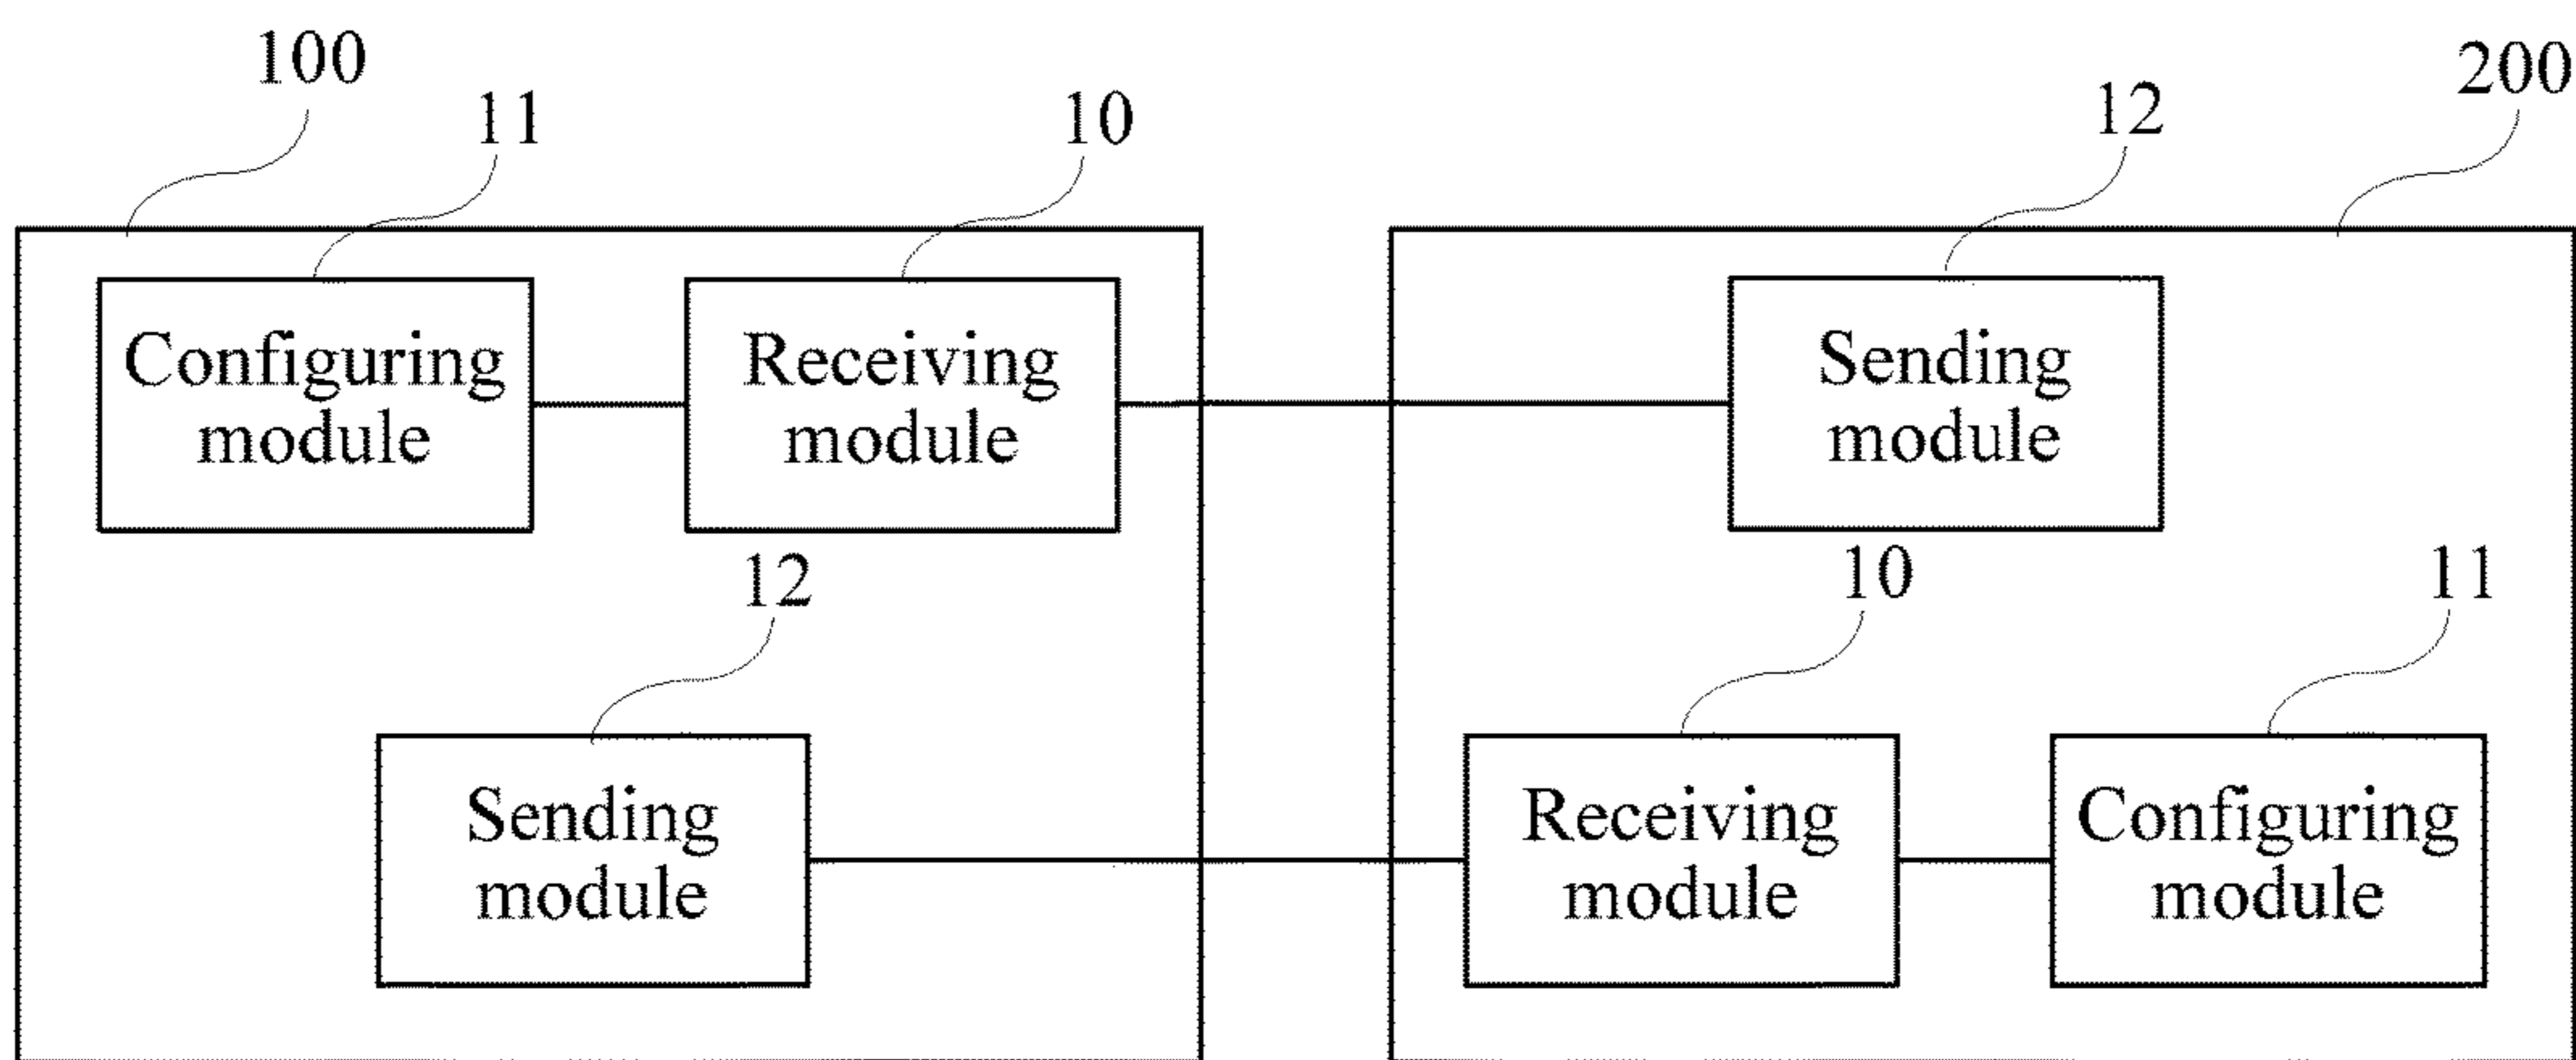 100
200
11
10
12
Configuring
module
Receiving
module
Sending
module
12
10
11
Sending
module
Receiving
module
Configuring
module